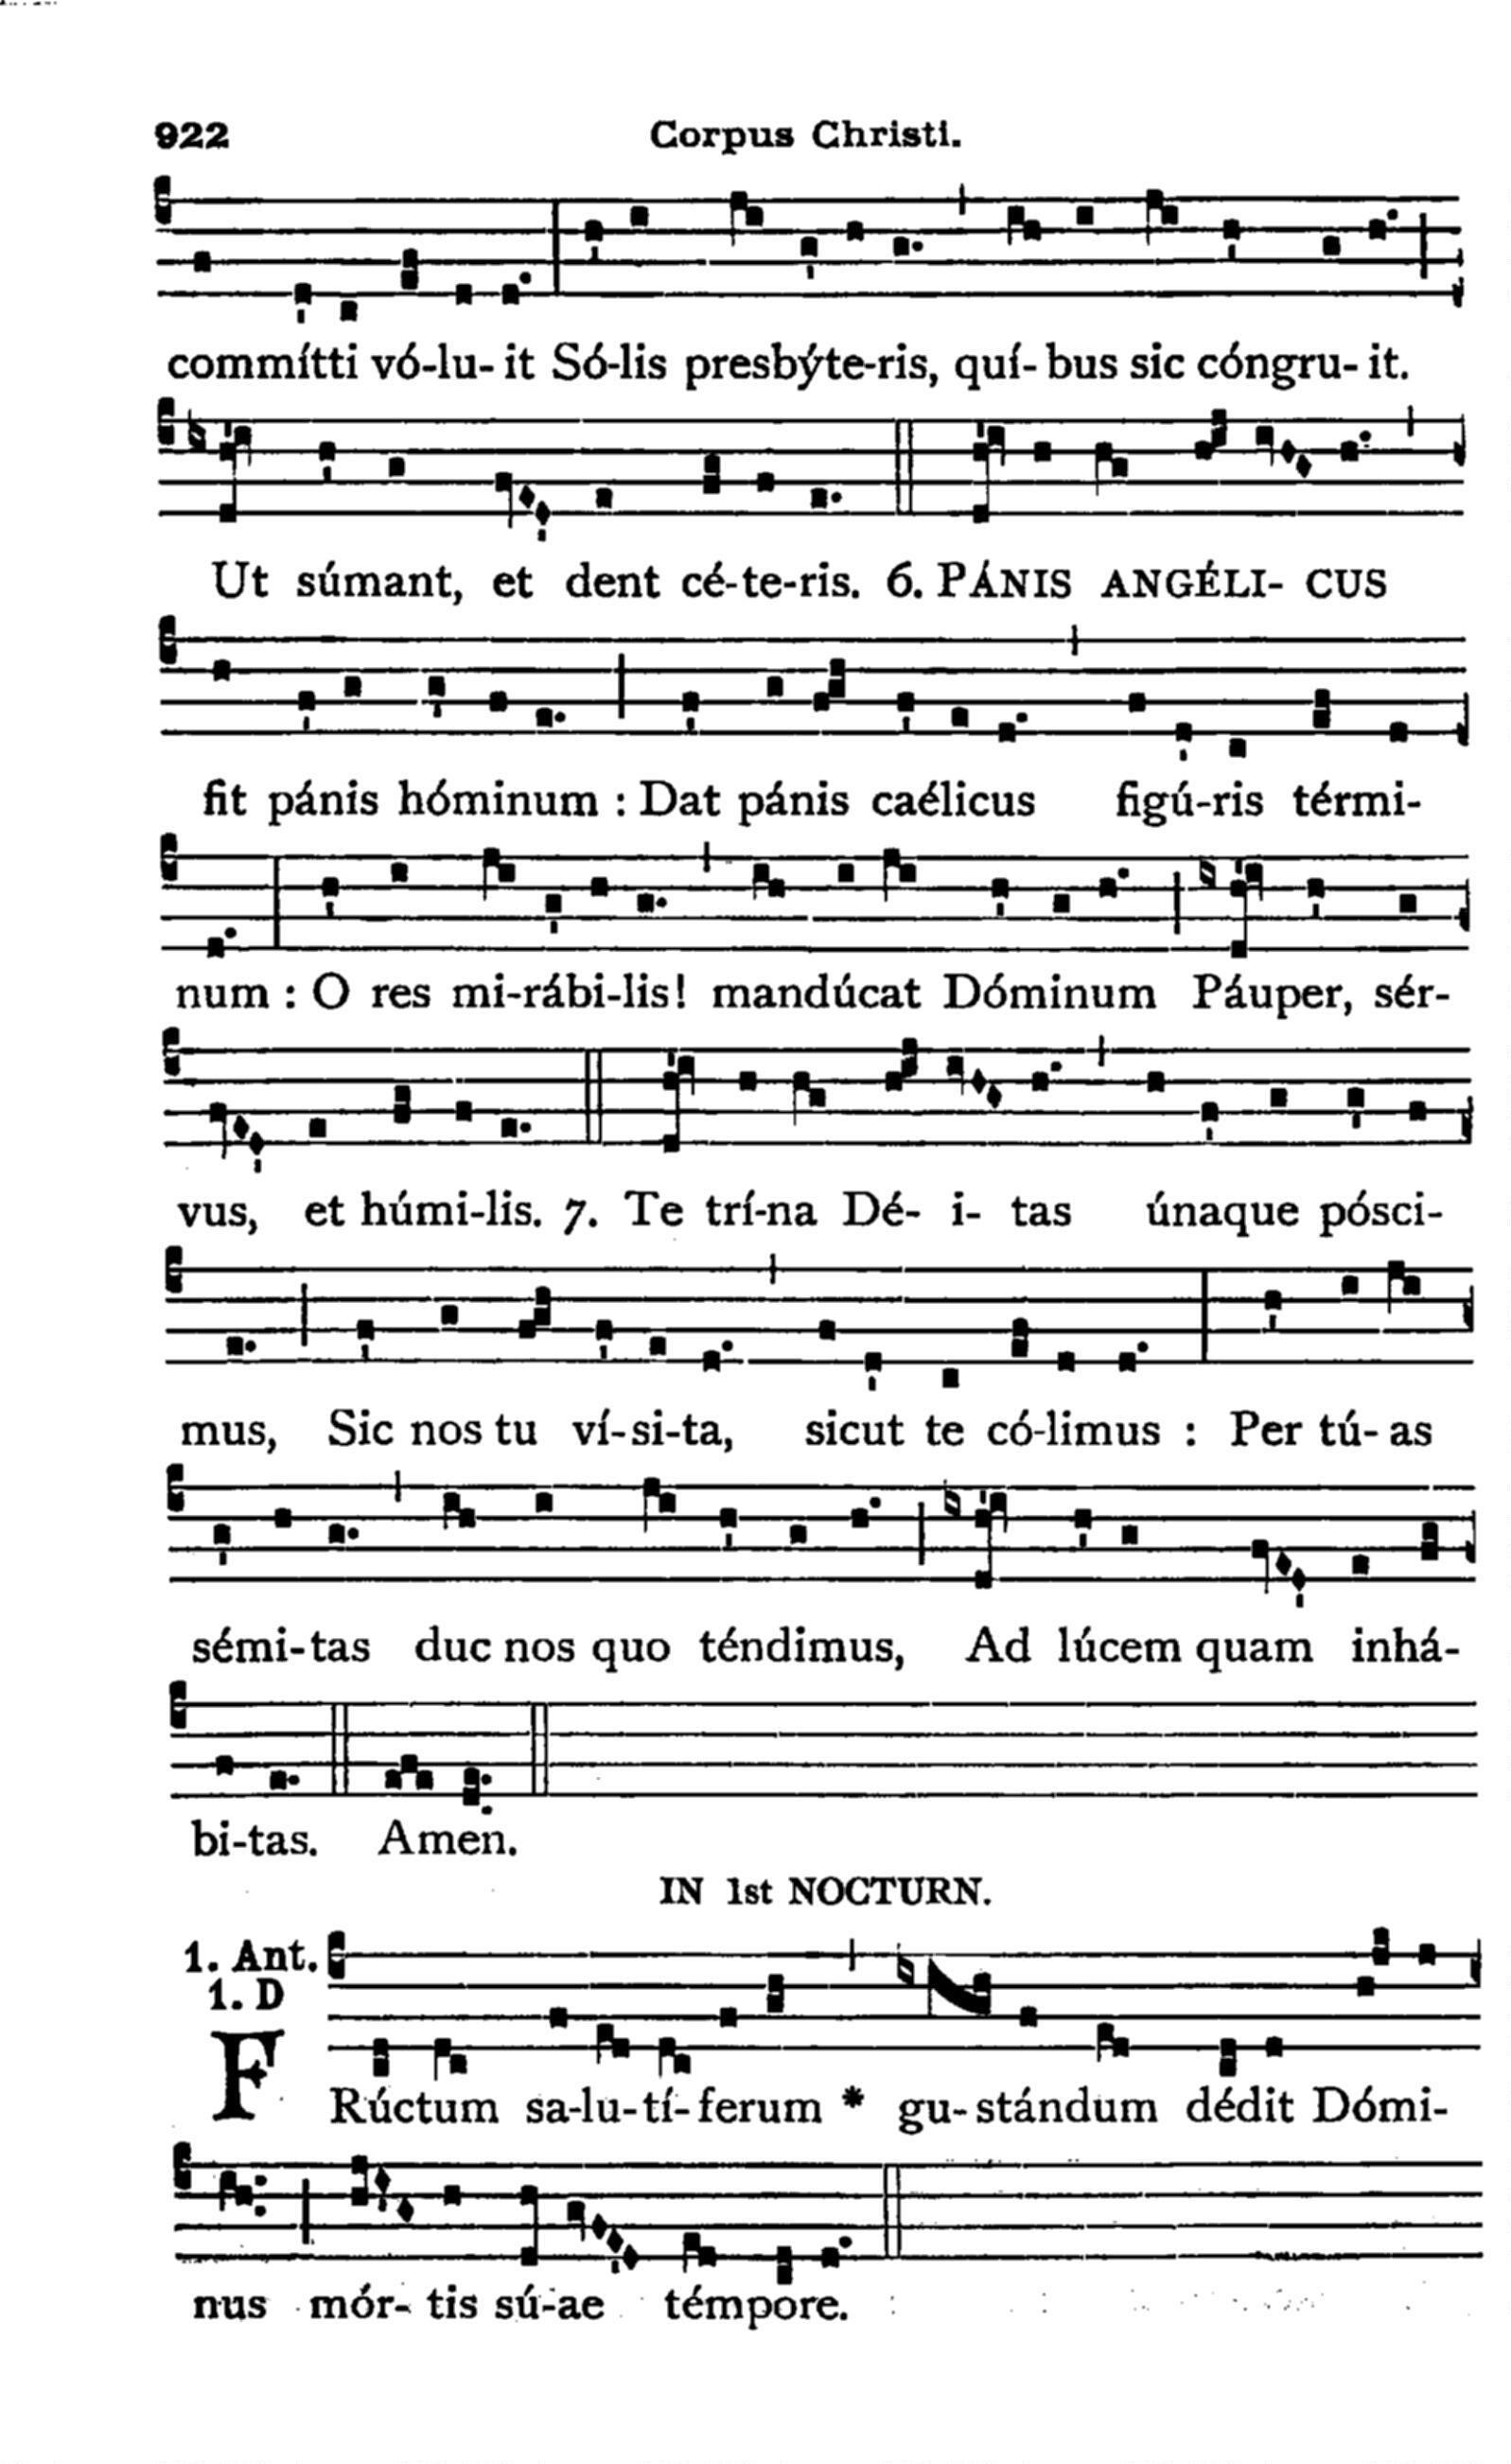 922 Corpus Christi.
commítti vó-lu- it Só-lis presbýte-ris, quí- bus sic cóngru- it.
Ut súmant, et dent cé-te-ris. 6. PÁNIS ANGÉLI- CUS
fit pánis hóminum : Dat pánis caélicus figú-ris térmi-
num : O res mi-rábi-lis! mandúcat Dóminum Páuper, sér-
vus, et húmi-lis. 7. Te trí-na Dé- i- tas únaque pósci-
mus, Sic nos tu ví-si-ta, sicut te có-limus : Per tú- as
sémi-tas duc nos quo téndimus, Ad lúcem quam inhá-
bi-tas. Amen.
IN 1st NOCTURN.
1. Ant.
1. D
FRúctum sa-lu-tí-ferum * gu-stándum dédit Dómi-
nus mór- tis sú-ae témpore.